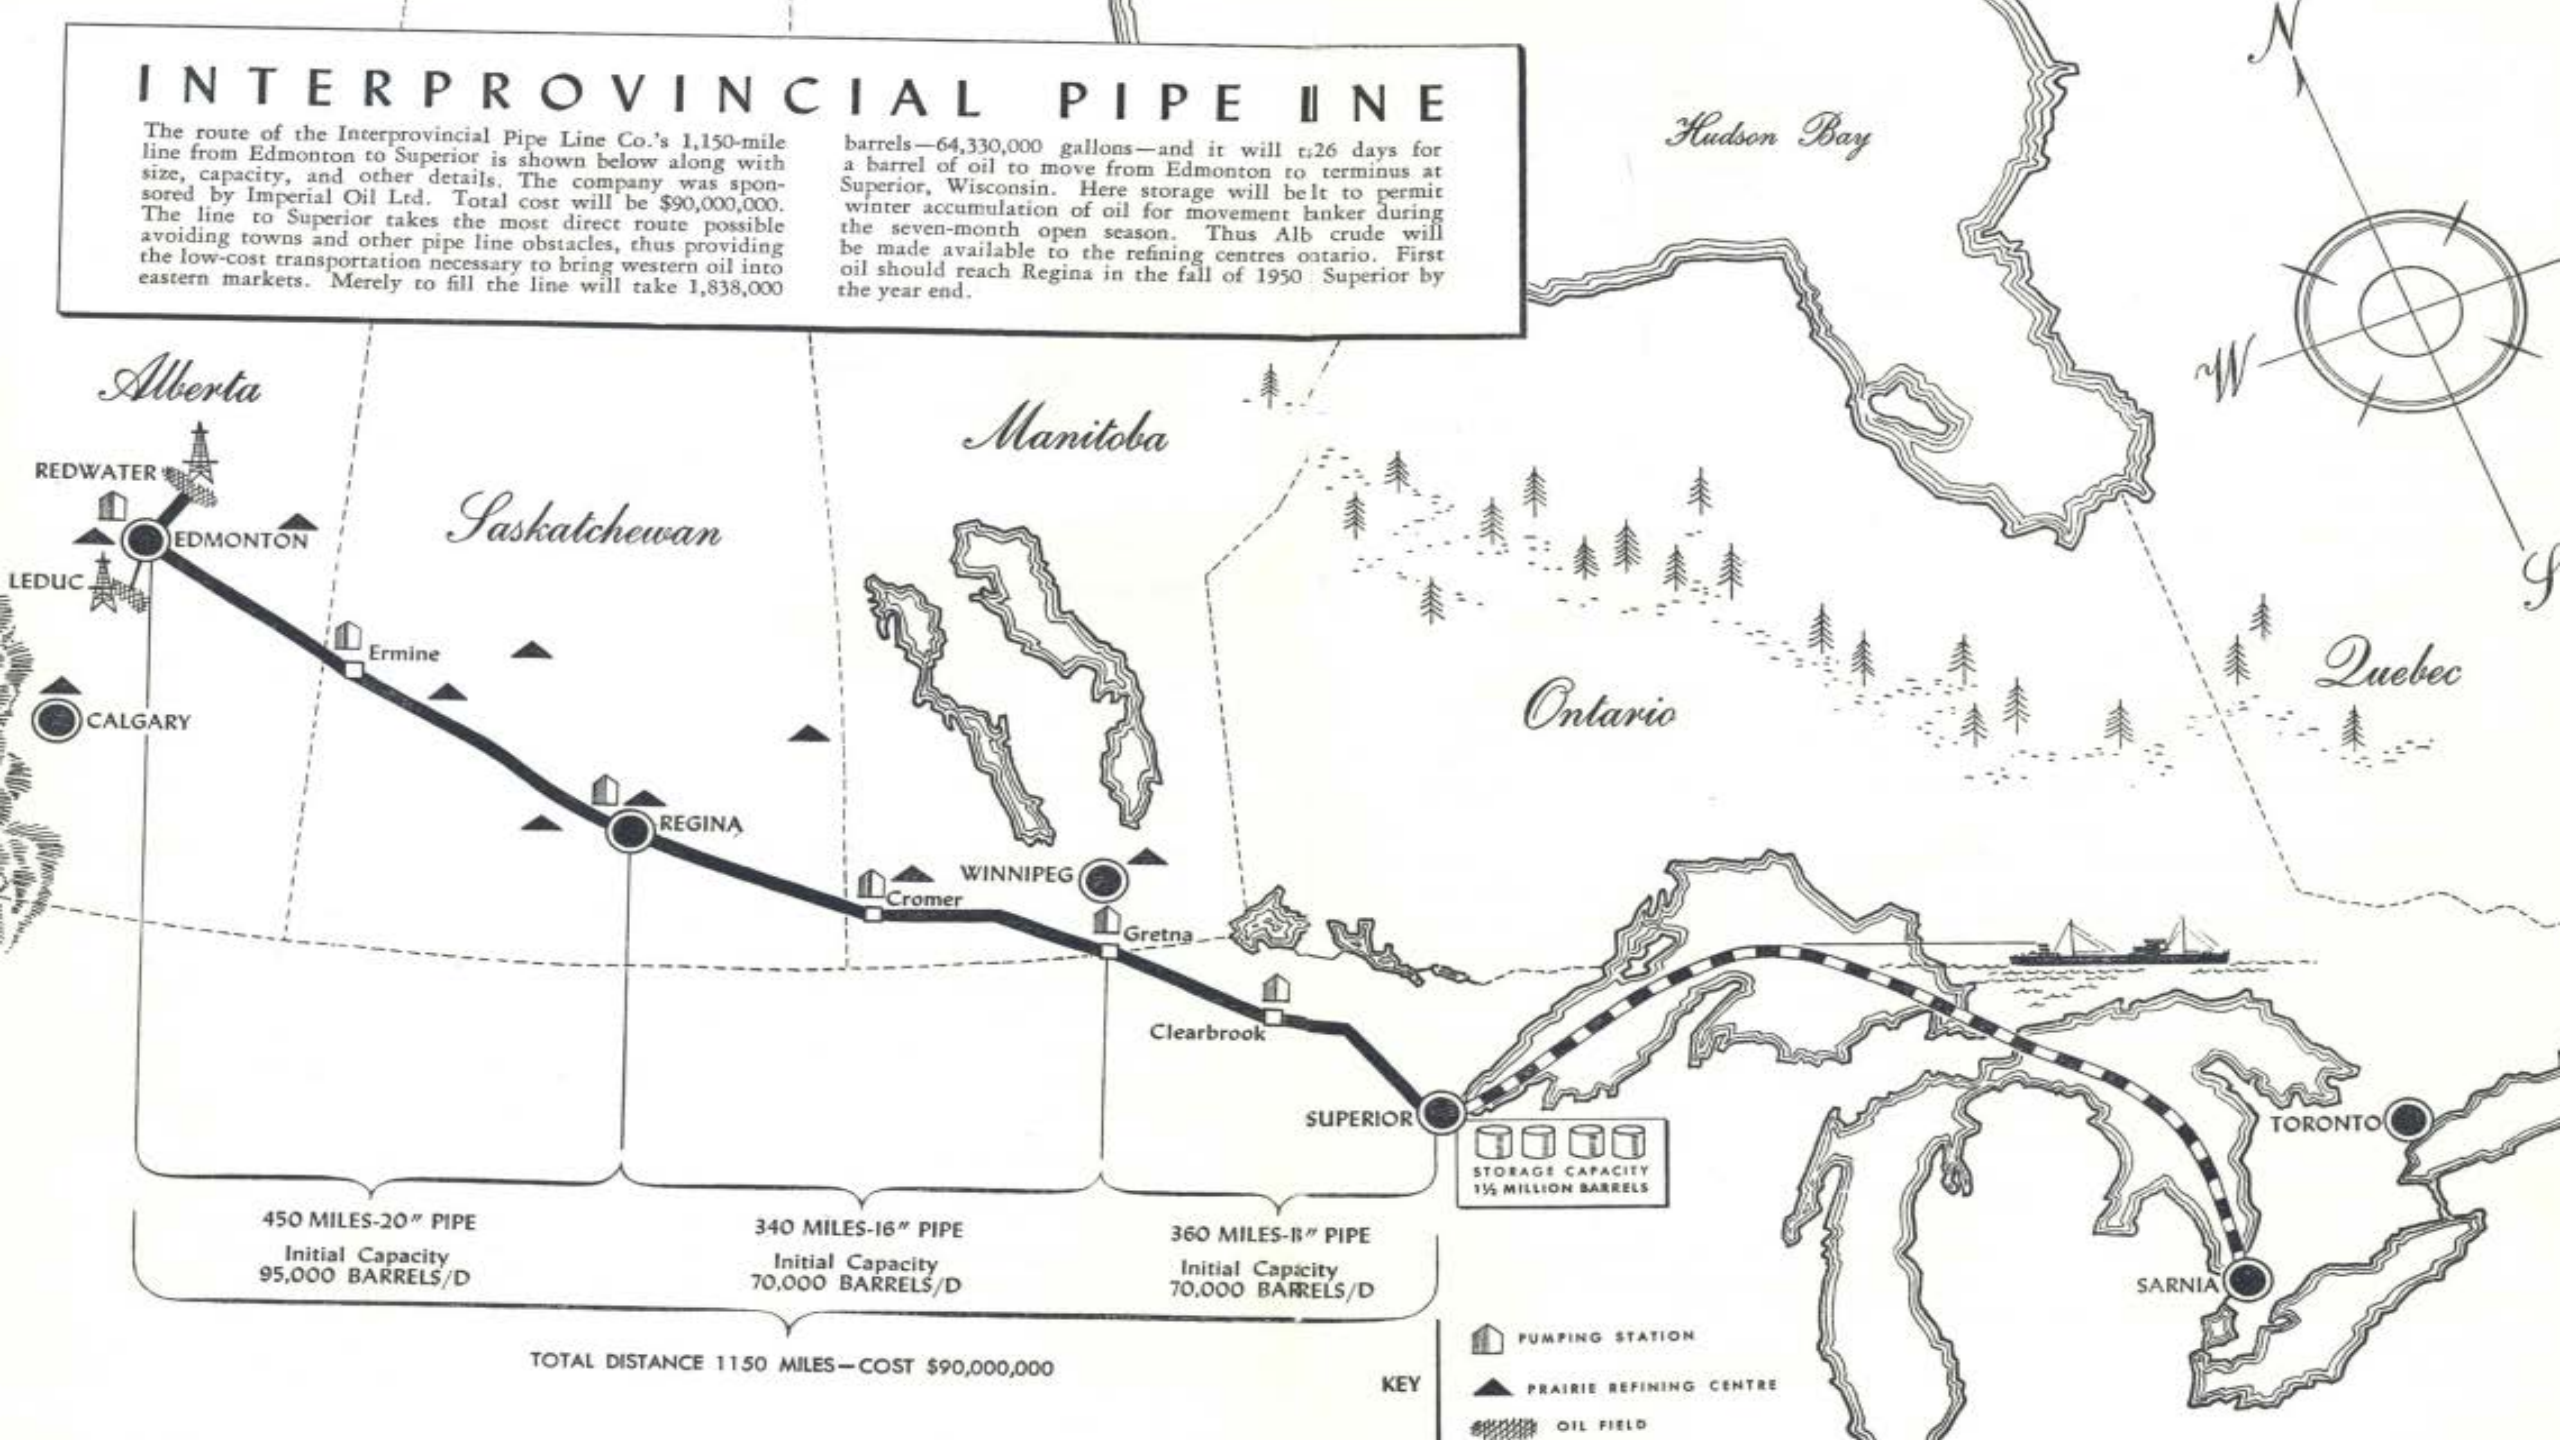 INTERPROVINCIAL PIPE LINE
The route of the Interprovincial Pipe Line Co.'s 1,150-mile
line from Edmonton to Superior is shown below along with
size, capacity, and other details. The company was spon-
sored by Imperial Oil Ltd. Total cost will be $90,000,000.
The line to Superior takes the most direct route possible
avoiding towns and other pipe line obstacles, thus providing
the low-cost transportation necessary to bring western oil into
eastern markets. Merely to fill the line will take 1,838,000
barrels—64,330,000 gallons—and it will 26 days for
a barrel of oil to move from Edmonton to terminus at
Superior, Wisconsin. Here storage will be to permit
winter accumulation of oil for movement during
the seven-month open season. Thus Alb crude will
be made available to the refining centres First
oil should reach Regina in the fall of 1950 Superior by
the year end.
Hudson Bay
N
W
S
Alberta
Saskatchewan
Manitoba
Ontario
Quebec
REDWATER
EDMONTON
LEDUC
CALGARY
Ermine
REGINA
Cromer
WINNIPEG
Gretna
Clearbrook
SUPERIOR
TORONTO
SARNIA
STORAGE CAPACITY
1½ MILLION BARRELS
450 MILES-20" PIPE
Initial Capacity
95,000 BARRELS/D
340 MILES-16" PIPE
Initial Capacity
70,000 BARRELS/D
360 MILES- PIPE
Initial Capacity
70,000 BARRELS/D
TOTAL DISTANCE 1150 MILES—COST $90,000,000
KEY
PUMPING STATION
PRAIRIE REFINING CENTRE
OIL FIELD